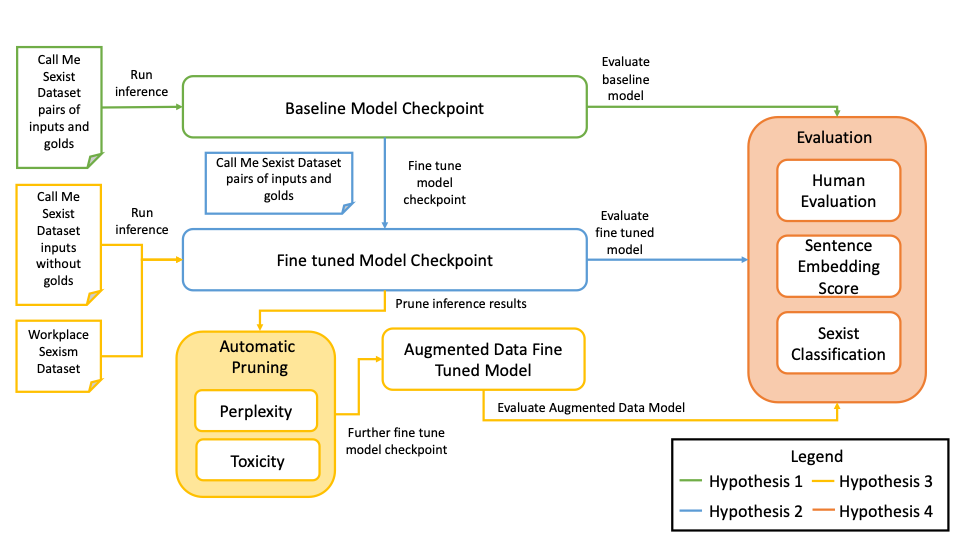 Call Me
Sexist
Dataset
pairs of
inputs and
golds
Run
inference
Baseline Model Checkpoint
Evaluate
baseline
model
Call Me Sexist Dataset
pairs of inputs and
golds
Fine tune
model
checkpoint
Call Me
Sexist
Dataset
inputs
without
golds
Run
inference
Fine tuned Model Checkpoint
Evaluate
fine tuned
model
Workplace
Sexism
Dataset
Prune inference results
Automatic
Pruning
Perplexity
Toxicity
Further fine tune
model checkpoint
Augmented Data Fine
Tuned Model
Evaluate Augmented Data Model
Evaluation
Human
Evaluation
Sentence
Embedding
Score
Sexist
Classification
Legend
Hypothesis 1
Hypothesis 3
Hypothesis 2
Hypothesis 4